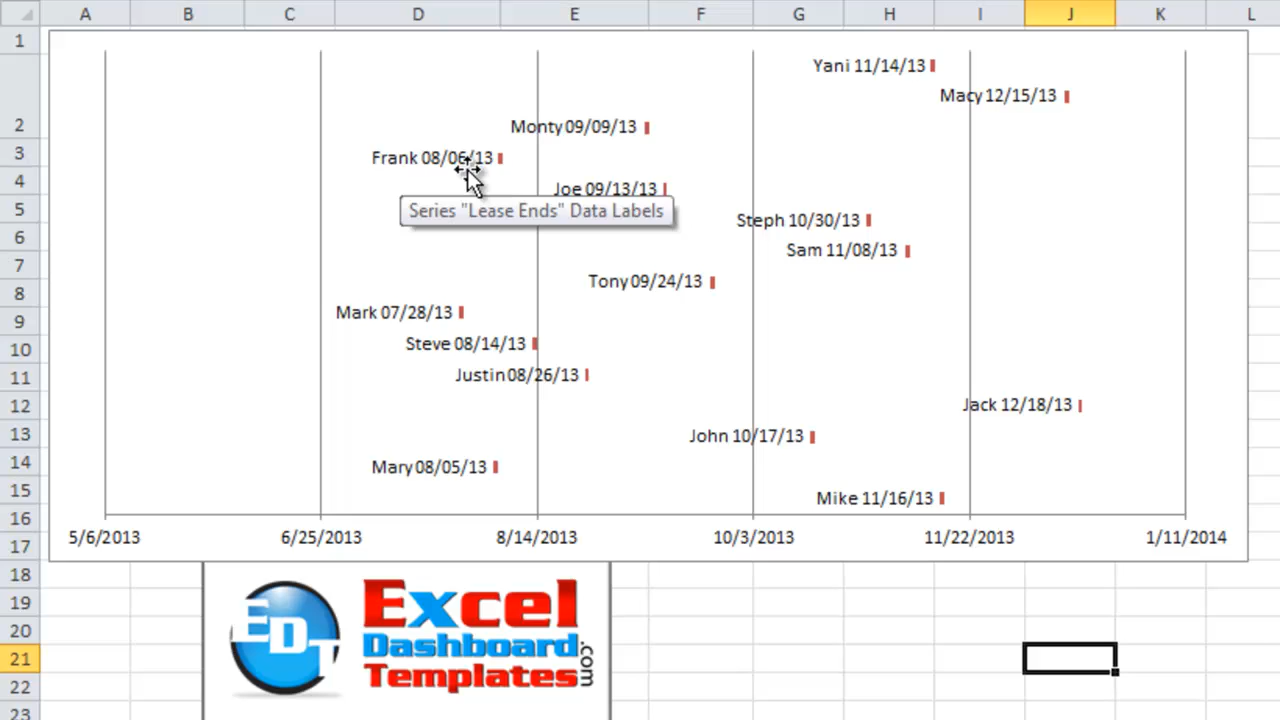 A B C D E F G H I J K L
1
Yani 11/14/13
Macy 12/15/13
2
Monty 09/09/13
3
Frank 08/06/13
4
Joe 09/13/13
5
Series "Lease Ends" Data Labels
Steph 10/30/13
6
Sam 11/08/13
7
Tony 09/24/13
8
Mark 07/28/13
9
Steve 08/14/13
10
Justin 08/26/13
11
Jack 12/18/13
12
John 10/17/13
13
Mary 08/05/13
14
Mike 11/16/13
15
16
5/6/2013 6/25/2013 8/14/2013 10/3/2013 11/22/2013 1/11/2014
17
18
19
20
21
22
23
EDT
Excel
Dashboard
Templates
.com